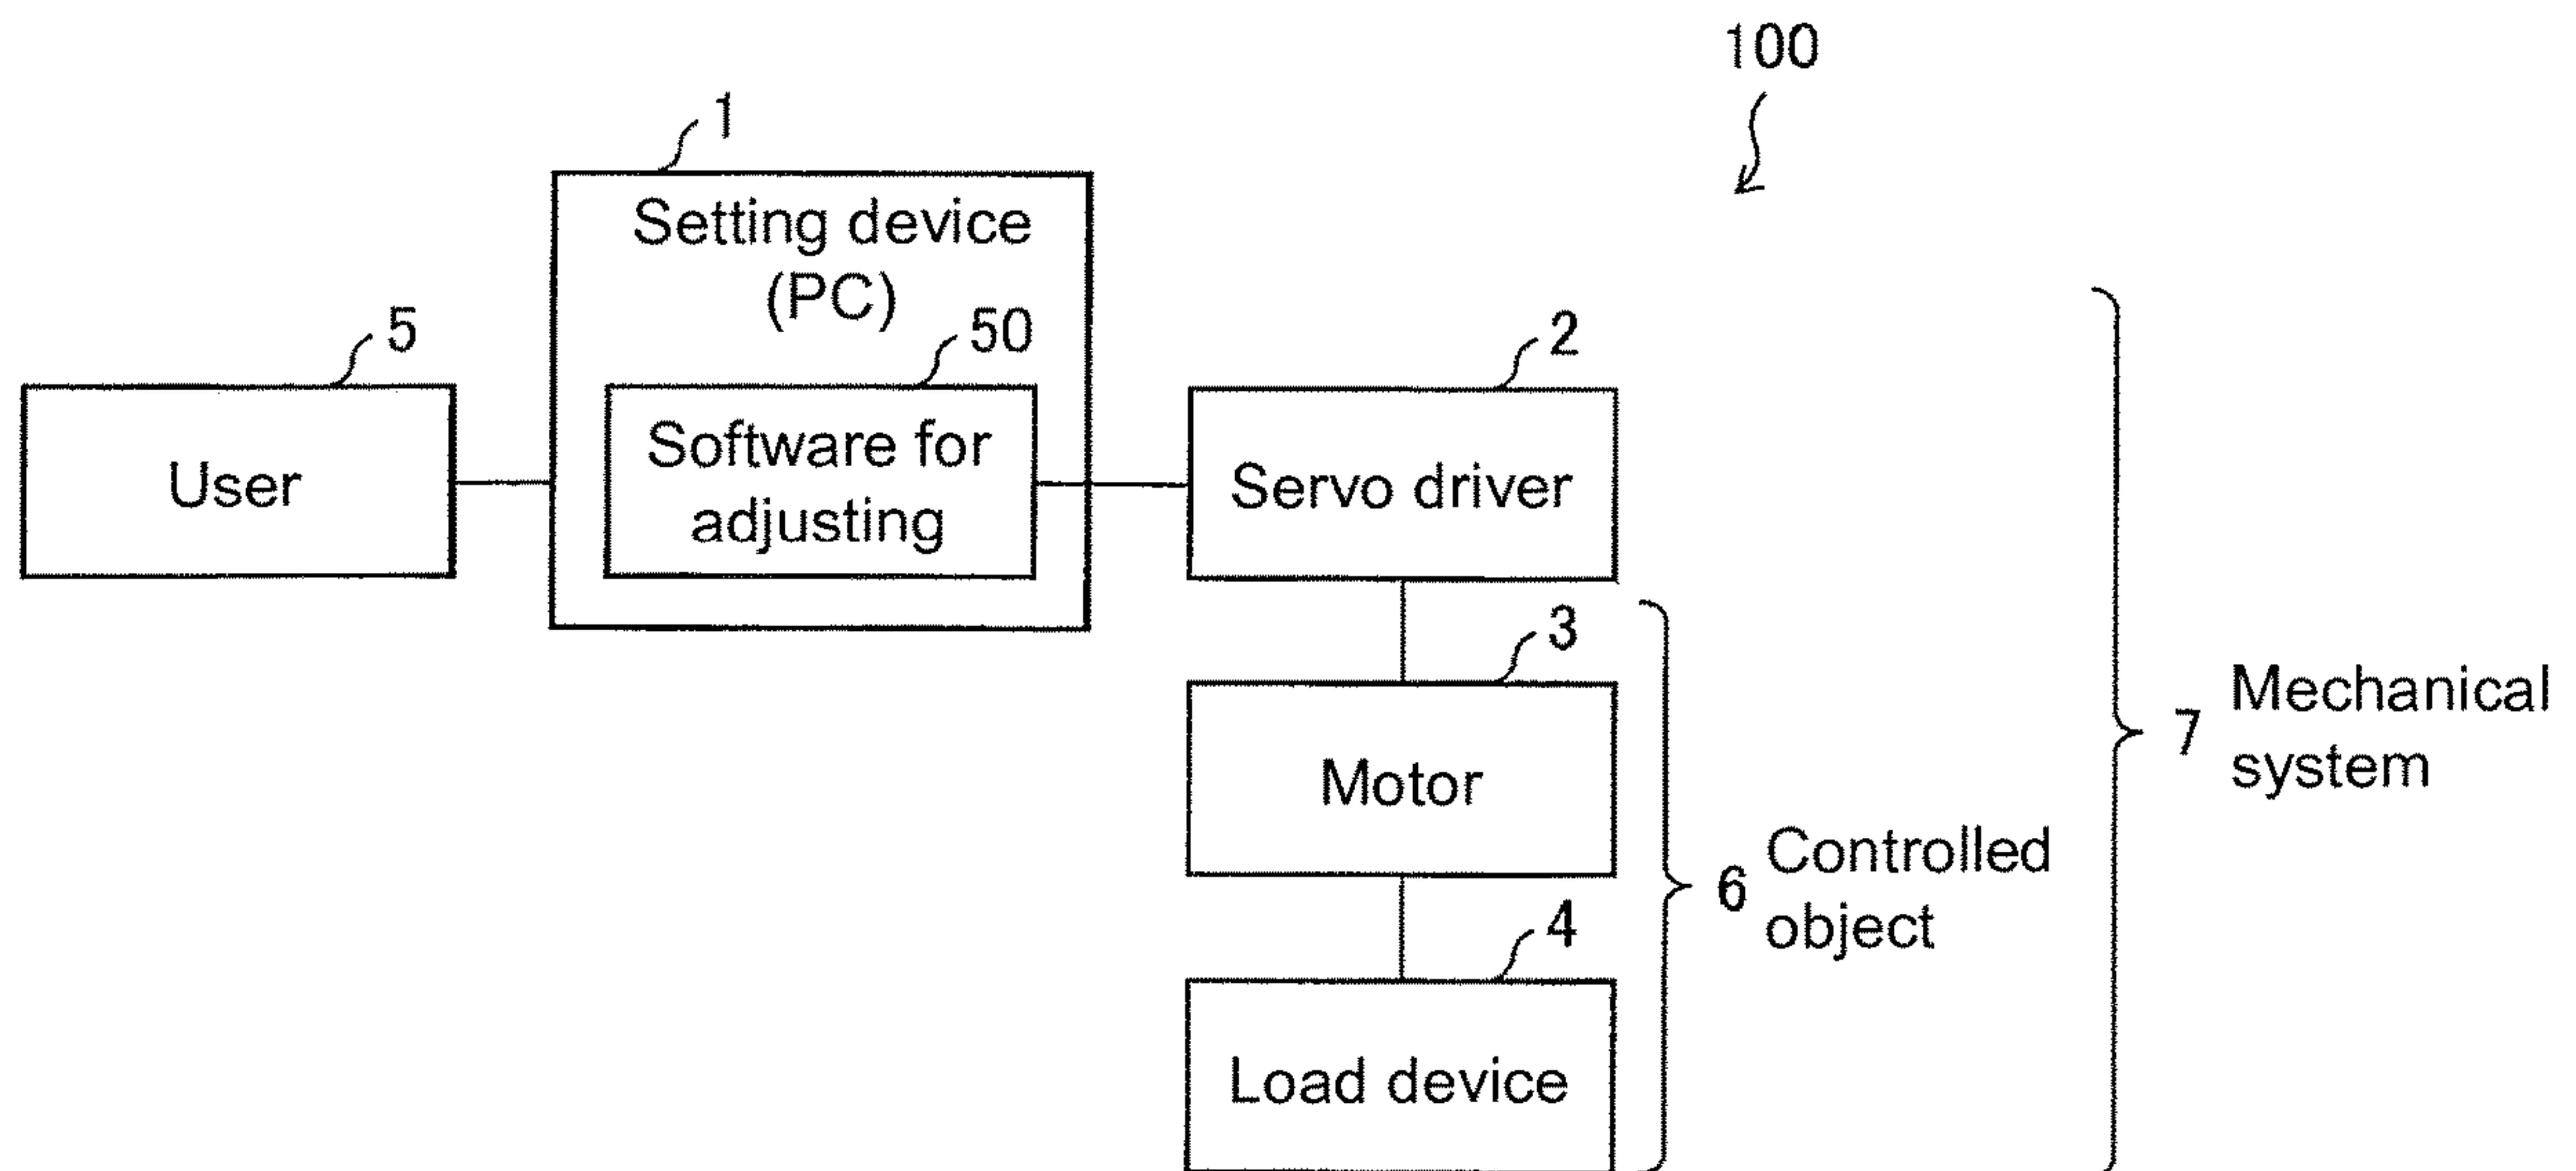 100
1
Setting device
(PC)
5
50
2
User
Software for
adjusting
Servo driver
3
Motor
7 Mechanical
system
6 Controlled
object
4
Load device